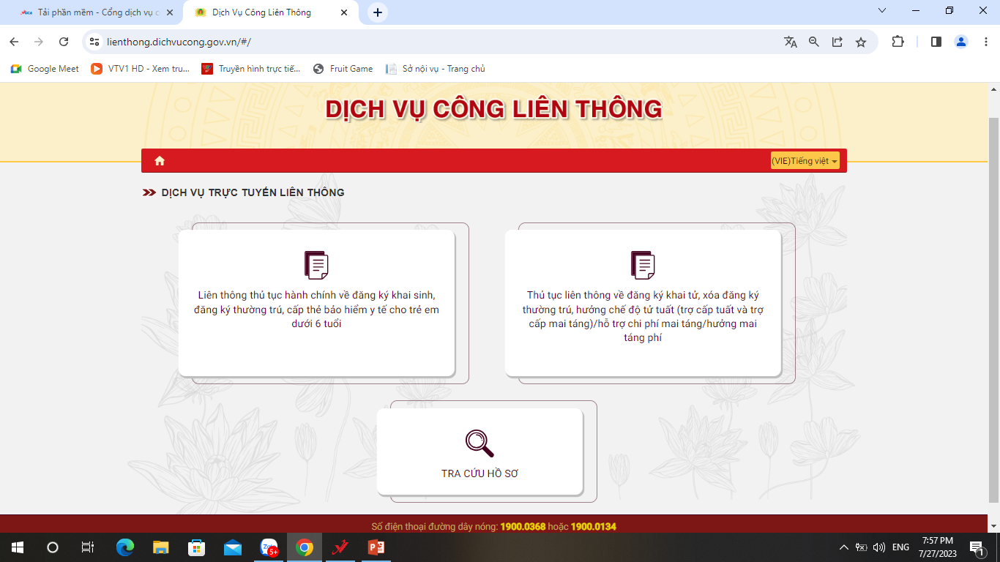 VGCA
Tải phần mềm - Cổng dịch vụ c
Dịch Vụ Công Liên Thông
lienthong.dichvucong.gov.vn/#/
Google Meet
VTV1 HD - Xem tru...
Truyền hình trực tiế...
Fruit Game
Sở nội vụ - Trang chủ
DỊCH VỤ CÔNG LIÊN THÔNG
(VIE)Tiếng việt
DỊCH VỤ TRỰC TUYẾN LIÊN THÔNG
Liên thông thủ tục hành chính về đăng ký khai sinh,
đăng ký thường trú, cấp thẻ bảo hiểm y tế cho trẻ em
dưới 6 tuổi
Thủ tục liên thông về đăng ký khai tử, xóa đăng ký
thường trú, hưởng chế độ tử tuất (trợ cấp tuất và trợ
cấp mai táng)/hỗ trợ chi phí mai táng/hưởng mai
táng phí
TRA CỨU HỒ SƠ
Số điện thoại đường dây nóng: 1900.0368 hoặc 1900.0134
Zalo
5+
ENG
7:57 PM
7/27/2023
1